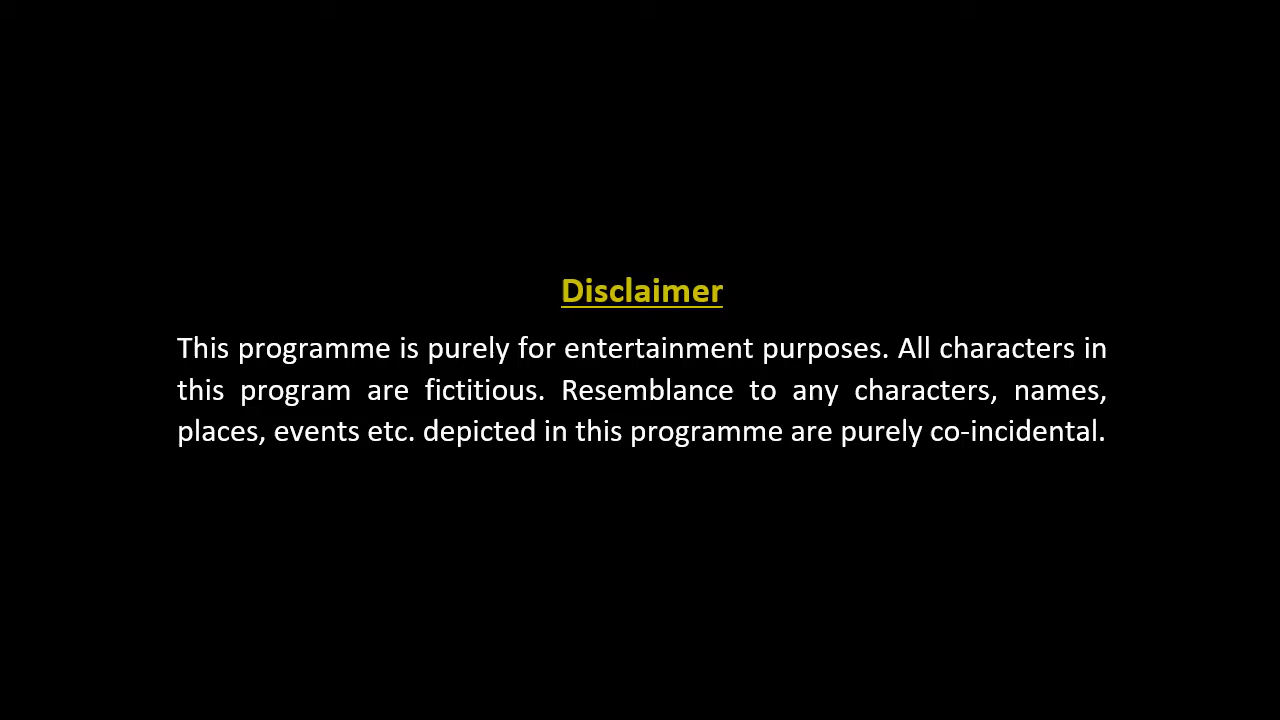 Disclaimer
This programme is purely for entertainment purposes. All characters in
this program are fictitious. Resemblance to any characters, names,
places, events etc. depicted in this programme are purely co-incidental.